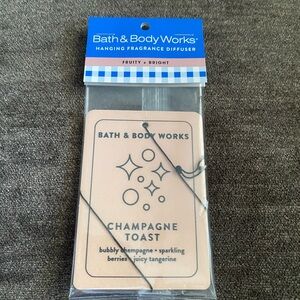 Bath & Body Works
HANGING FRAGRANCE DIFFUSER
FRUITY + BRIGHT
BATH & BODY WORKS
CHAMPAGNE
TOAST
bubbly champagne • sparkling
berries • juicy tangerine